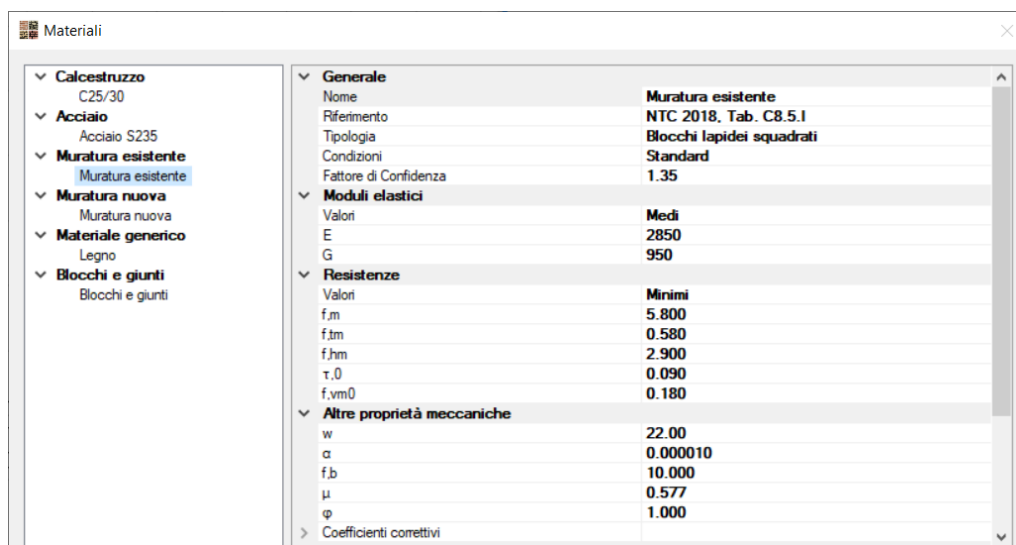 Materiali
Calcestruzzo
C25/30
Acciaio
Acciaio S235
Muratura esistente
Muratura esistente
Muratura nuova
Muratura nuova
Materiale generico
Legno
Blocchi e giunti
Blocchi e giunti
Generale
Nome Muratura esistente
Riferimento NTC 2018, Tab. C8.5.I
Tipologia Blocchi lapidei squadrati
Condizioni Standard
Fattore di Confidenza 1.35
Moduli elastici
Valori Medi
E 2850
G 950
Resistenze
Valori Minimi
f,m 5.800
f,tm 0.580
f,hm 2.900
τ,0 0.090
f,vm0 0.180
Altre proprietà meccaniche
w 22.00
α 0.000010
f,b 10.000
μ 0.577
φ 1.000
Coefficienti correttivi